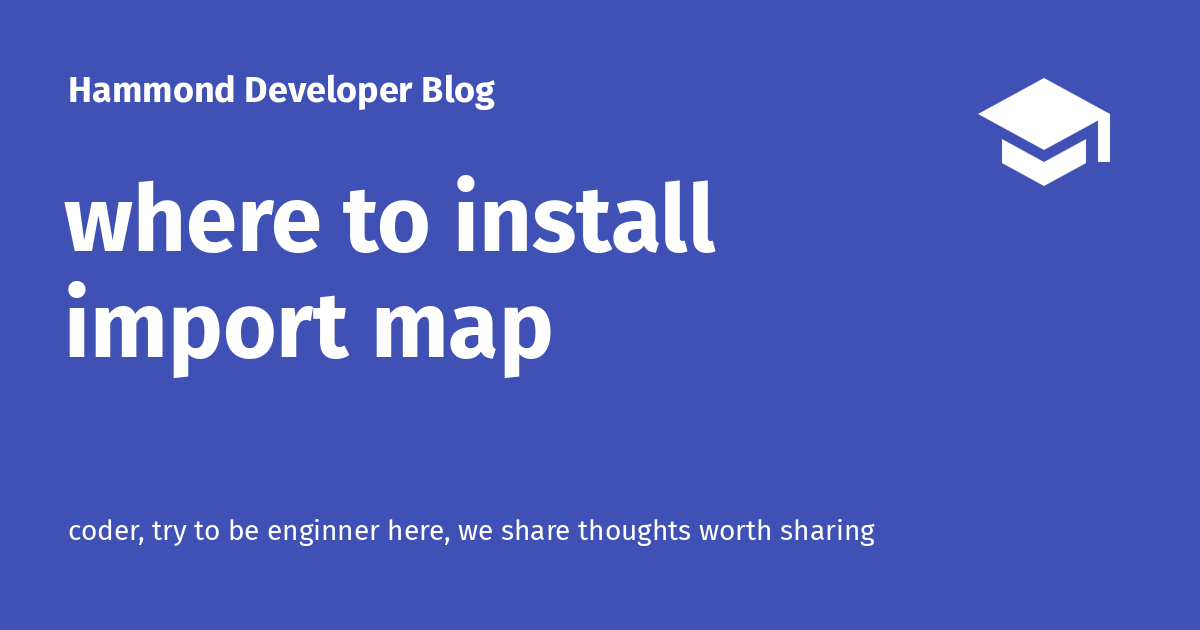 Hammond Developer Blog
where to install
import map
coder, try to be enginner here, we share thoughts worth sharing